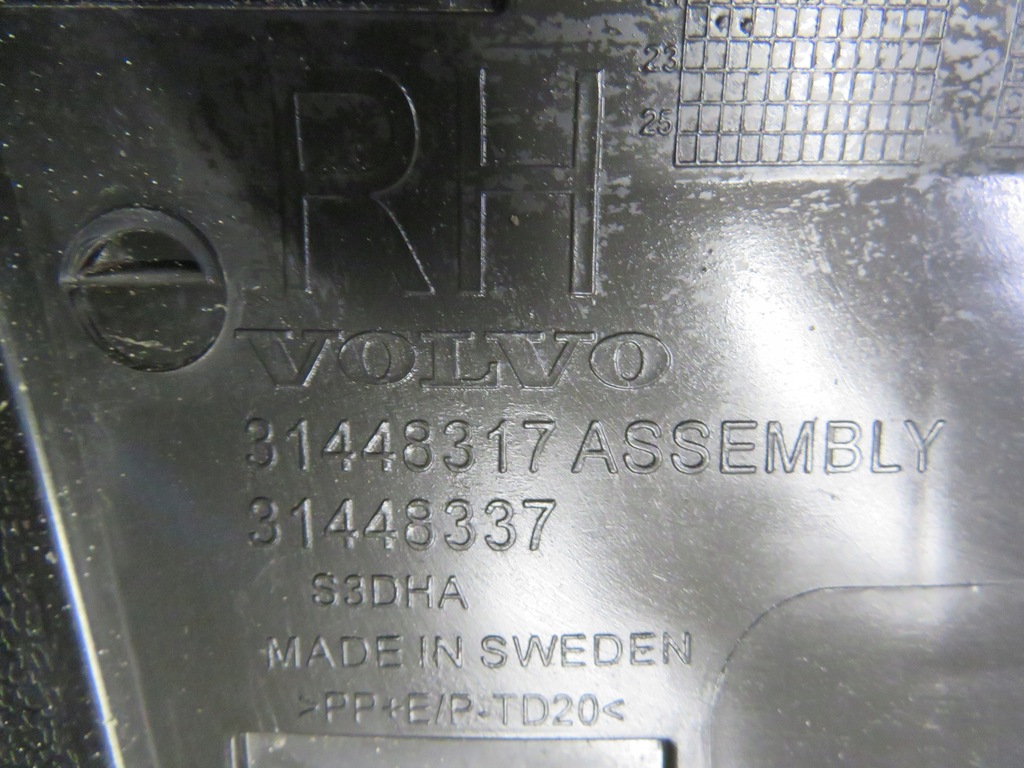 23
25
RH
VOLVO
31448317 ASSEMBLY
31448337
S3DHA
MADE IN SWEDEN
>PP+E/P-TD20<